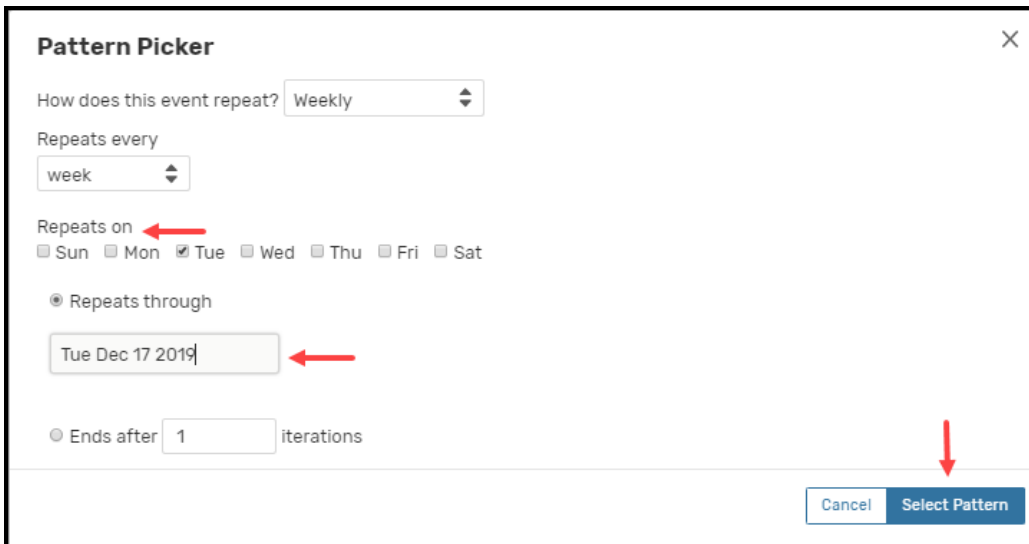 Pattern Picker
How does this event repeat? Weekly
Repeats every
week
Repeats on
Sun Mon Tue Wed Thu Fri Sat
Repeats through
Tue Dec 17 2019
Ends after 1 iterations
Cancel Select Pattern